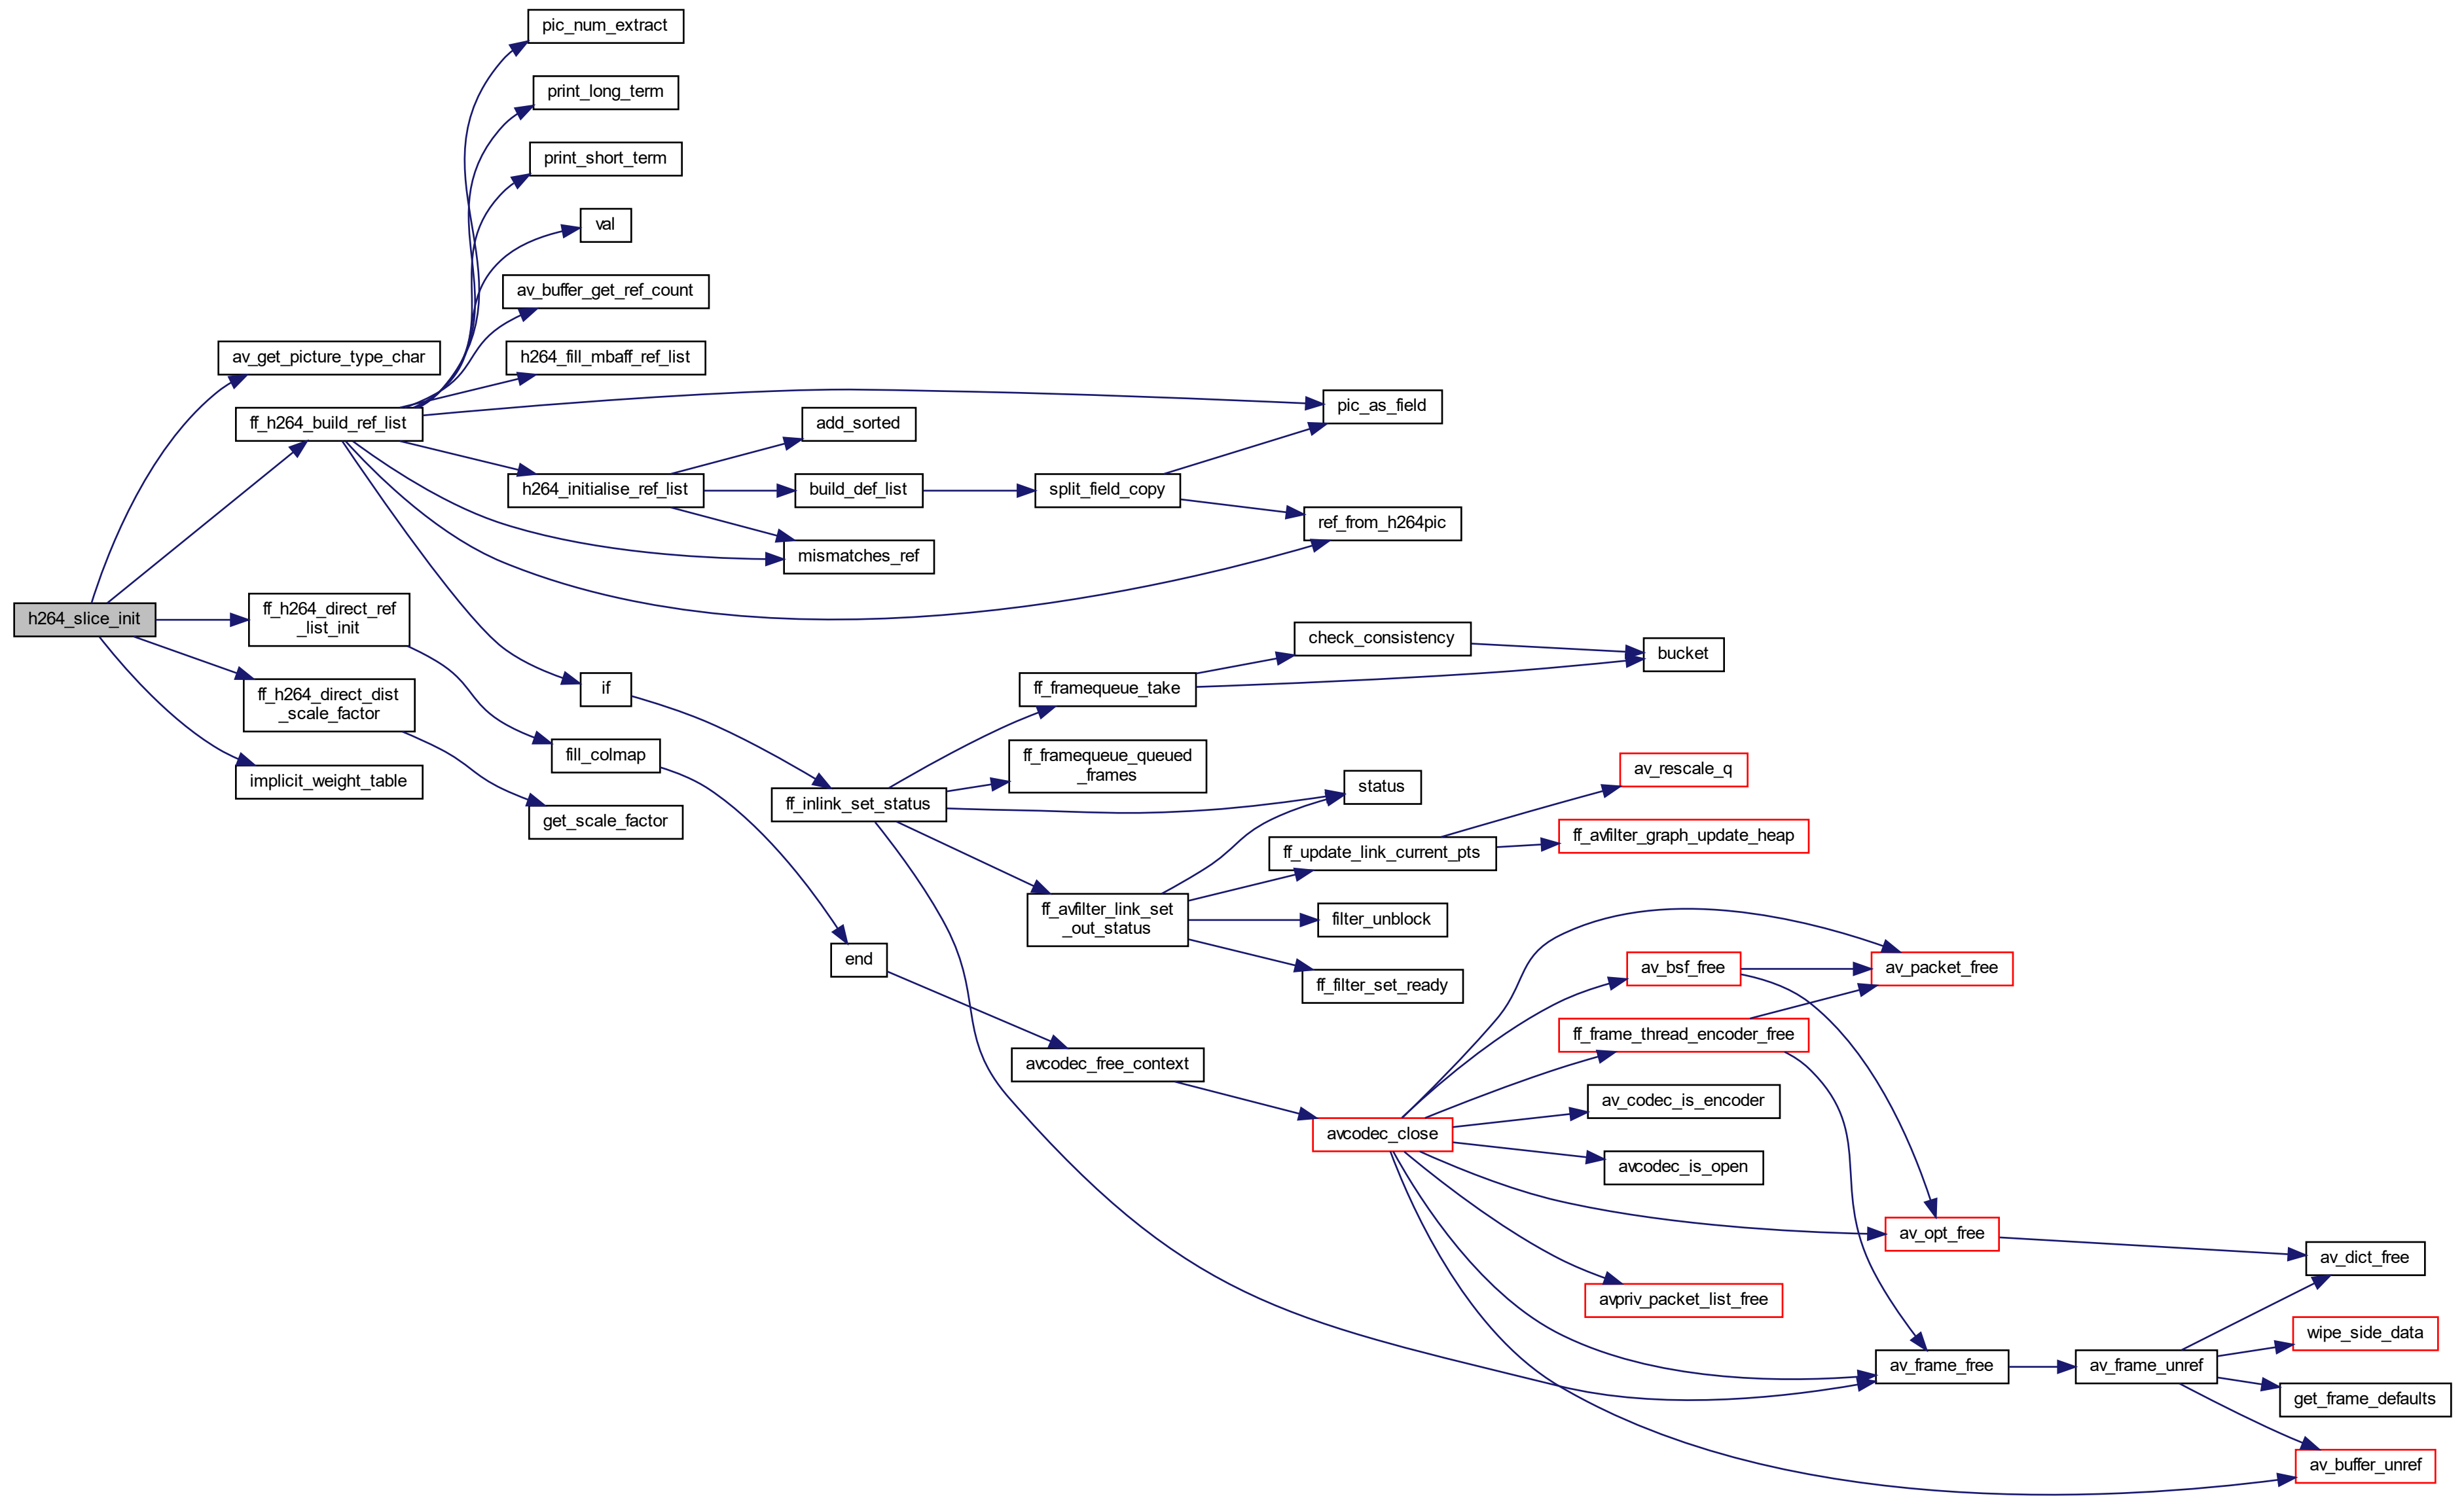 pic_num_extract
print_long_term
print_short_term
val
av_buffer_get_ref_count
av_get_picture_type_char
h264_fill_mbaff_ref_list
pic_as_field
ff_h264_build_ref_list
add_sorted
h264_initialise_ref_list
build_def_list
split_field_copy
ref_from_h264pic
mismatches_ref
h264_slice_init
ff_h264_direct_ref
_list_init
check_consistency
bucket
ff_h264_direct_dist
_scale_factor
if
ff_framequeue_take
fill_colmap
ff_framequeue_queued
_frames
av_rescale_q
implicit_weight_table
ff_inlink_set_status
status
get_scale_factor
ff_update_link_current_pts
ff_avfilter_graph_update_heap
ff_avfilter_link_set
_out_status
filter_unblock
end
ff_filter_set_ready
av_bsf_free
av_packet_free
ff_frame_thread_encoder_free
avcodec_free_context
av_codec_is_encoder
avcodec_close
avcodec_is_open
av_opt_free
av_dict_free
avpriv_packet_list_free
wipe_side_data
av_frame_free
av_frame_unref
get_frame_defaults
av_buffer_unref